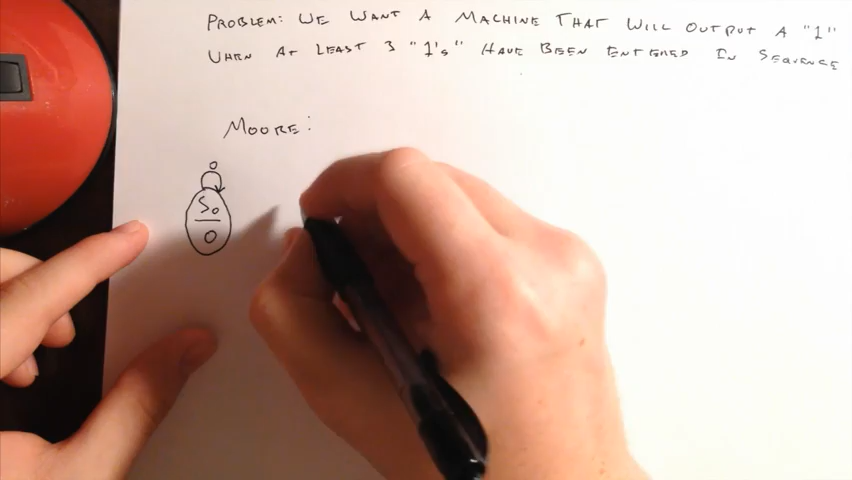 PROBLEM: WE WANT A MACHINE THAT WILL OUTPUT A "1"
WHEN AT LEAST 3 "1's" HAVE BEEN ENTERED IN SEQUENCE
MOORE:
0
S0
0